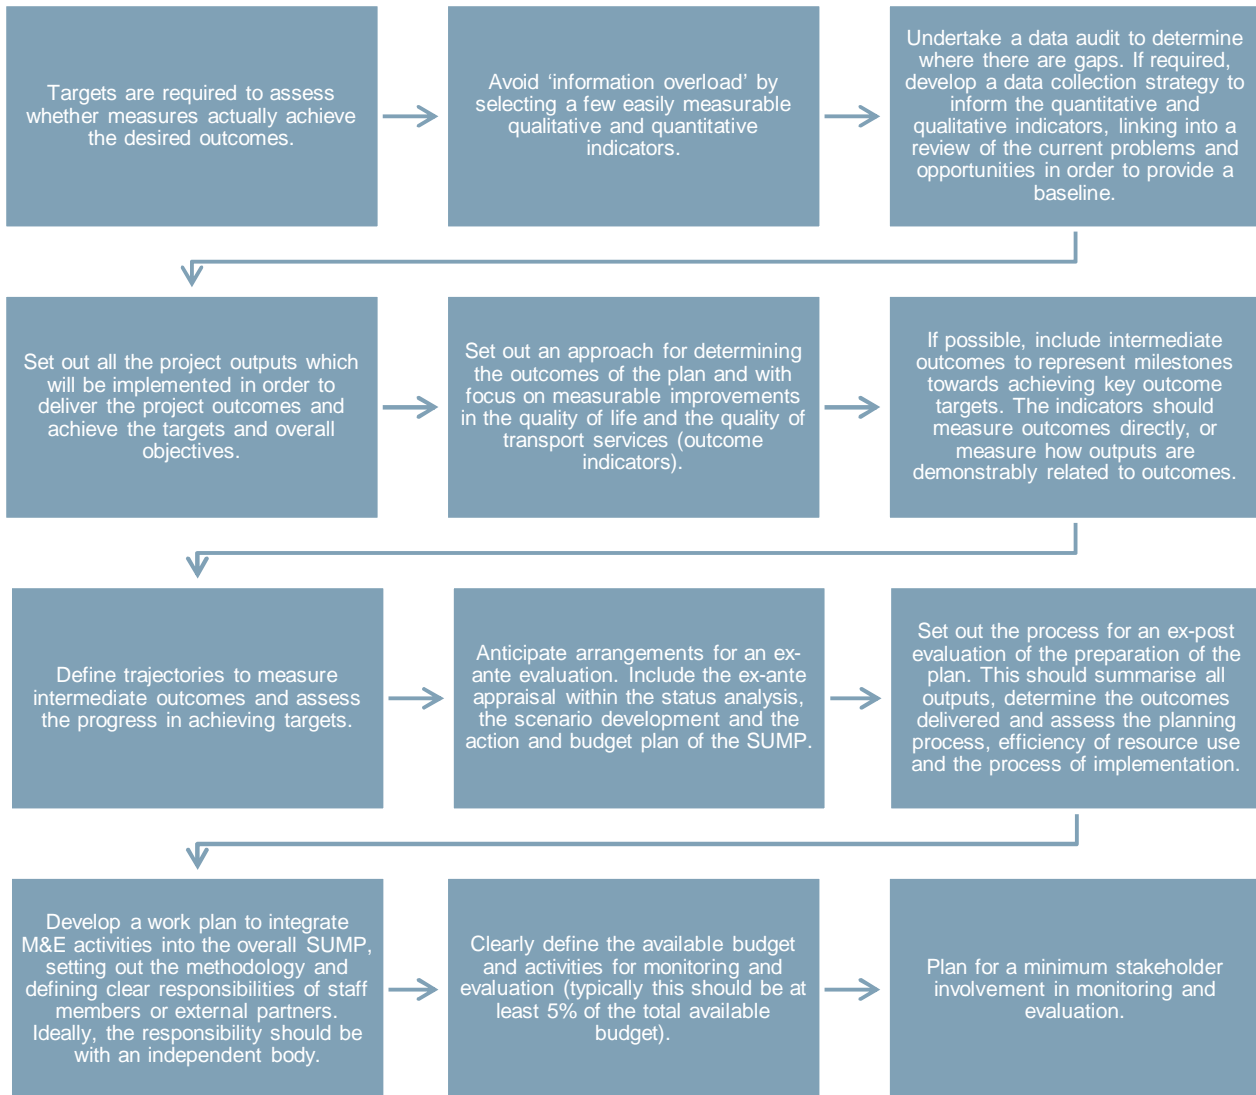 Targets are required to assess
whether measures actually achieve
the desired outcomes.
Avoid ‘information overload’ by
selecting a few easily measurable
qualitative and quantitative
indicators.
Undertake a data audit to determine
where there are gaps. If required,
develop a data collection strategy to
inform the quantitative and
qualitative indicators, linking into a
review of the current problems and
opportunities in order to provide a
baseline.
Set out all the project outputs which
will be implemented in order to
deliver the project outcomes and
achieve the targets and overall
objectives.
Set out an approach for determining
the outcomes of the plan and with
focus on measurable improvements
in the quality of life and the quality of
transport services (outcome
indicators).
If possible, include intermediate
outcomes to represent milestones
towards achieving key outcome
targets. The indicators should
measure outcomes directly, or
measure how outputs are
demonstrably related to outcomes.
Define trajectories to measure
intermediate outcomes and assess
the progress in achieving targets.
Anticipate arrangements for an ex-
ante evaluation. Include the ex-ante
appraisal within the status analysis,
the scenario development and the
action and budget plan of the SUMP.
Set out the process for an ex-post
evaluation of the preparation of the
plan. This should summarise all
outputs, determine the outcomes
delivered and assess the planning
process, efficiency of resource use
and the process of implementation.
Develop a work plan to integrate
M&E activities into the overall SUMP,
setting out the methodology and
defining clear responsibilities of staff
members or external partners.
Ideally, the responsibility should be
with an independent body.
Clearly define the available budget
and activities for monitoring and
evaluation (typically this should be at
least 5% of the total available
budget).
Plan for a minimum stakeholder
involvement in monitoring and
evaluation.